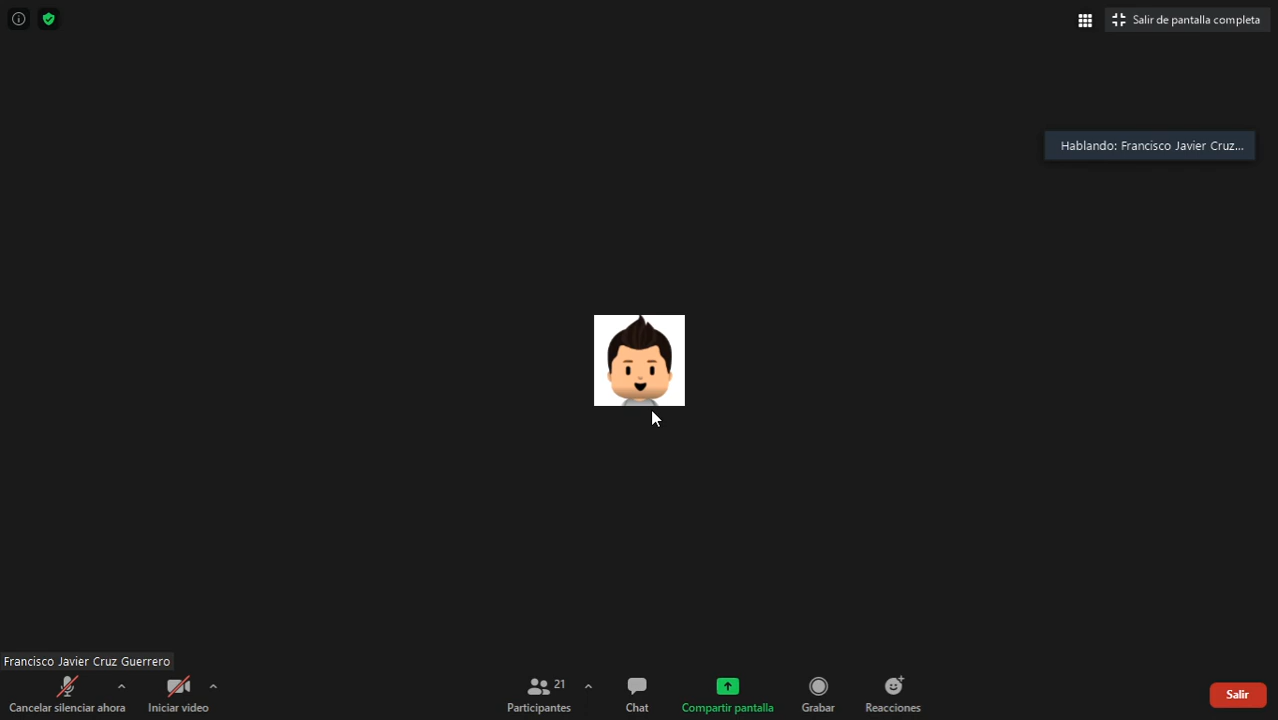 Salir de pantalla completa
Hablando: Francisco Javier Cruz...
Francisco Javier Cruz Guerrero
Cancelar silenciar ahora
Iniciar video
21
Participantes
Chat
Compartir pantalla
Grabar
Reacciones
Salir